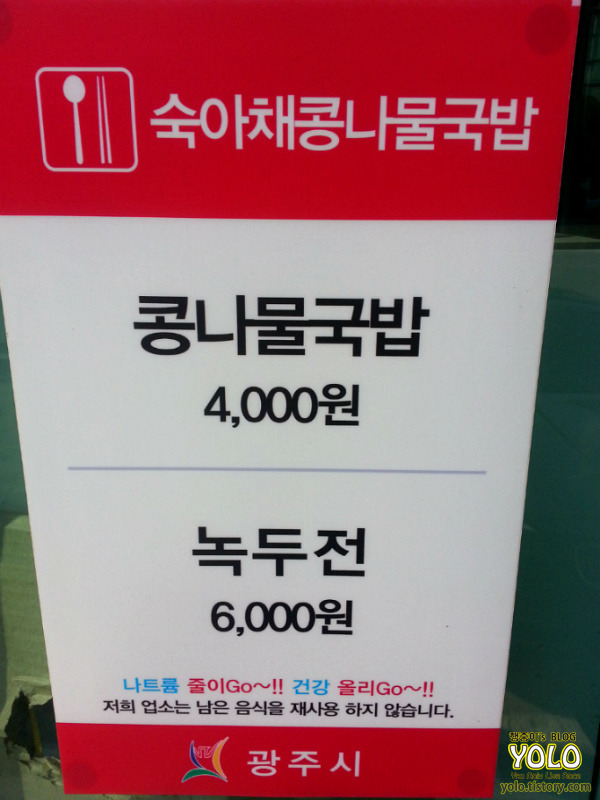 숙아채콩나물국밥
콩나물국밥
4,000원
녹두전
6,000원
나트륨 줄이Go~!! 건강 올리Go~!!
저희 업소는 남은 음식을 재사용 하지 않습니다.
광주시
BLOG
YOLO
yolo.tistory.com